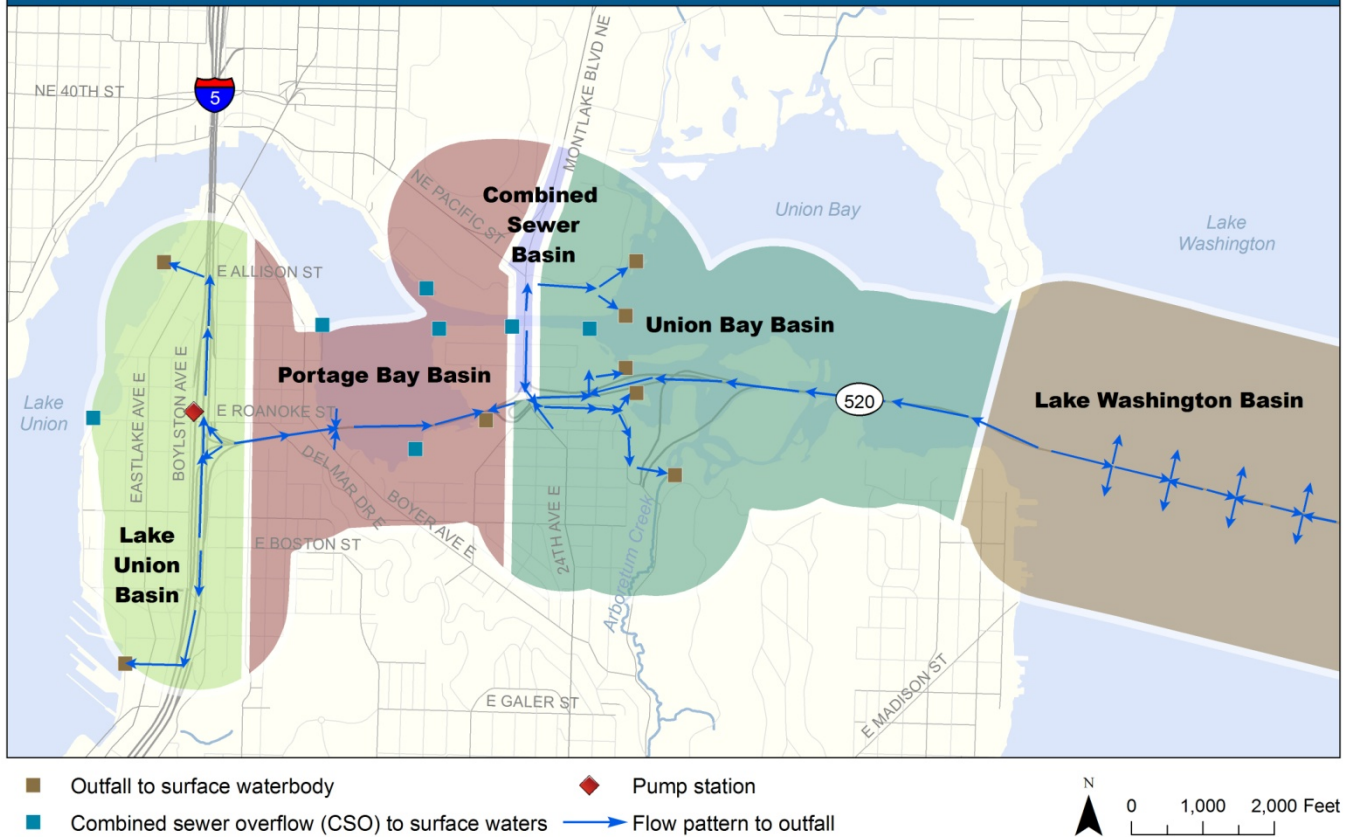 NE 40TH ST
5
MONTLAKE BLVD NE
NE PACIFIC ST
Combined
Sewer
Basin
Union Bay
Lake
Washington
E ALLISON ST
Union Bay Basin
Portage Bay Basin
Lake
Union
EASTLAKE AVE E
BOYLSTON AVE E
E ROANOKE ST
520
Lake Washington Basin
DELMAR DR E
BOYER AVE E
24TH AVE E
Arboretum Creek
Lake
Union
Basin
E BOSTON ST
E GALER ST
E MADISON ST
Outfall to surface waterbody
Pump station
Combined sewer overflow (CSO) to surface waters
Flow pattern to outfall
N
0 1,000 2,000 Feet